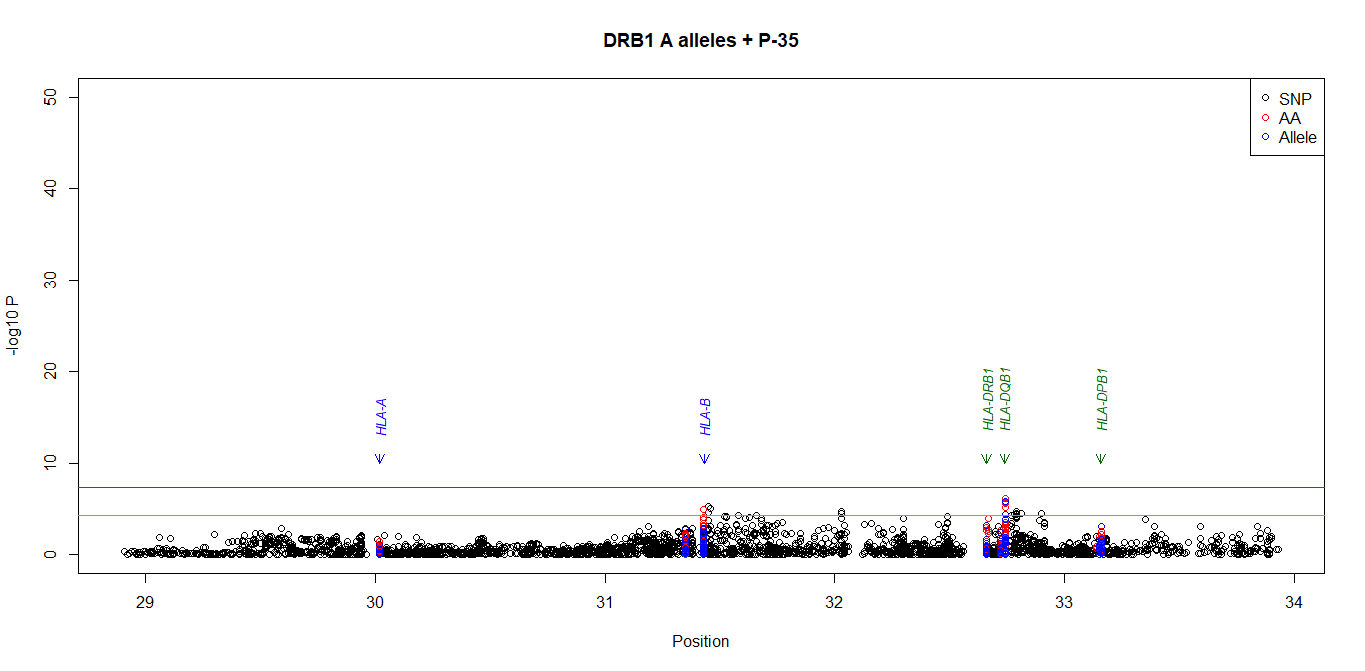 DRB1 A alleles + P-35
SNP
AA
Allele
-log10 P
50
40
30
20
10
0
HLA-A
HLA-B
HLA-DRB1
HLA-DQB1
HLA-DPB1
29
30
31
32
33
34
Position